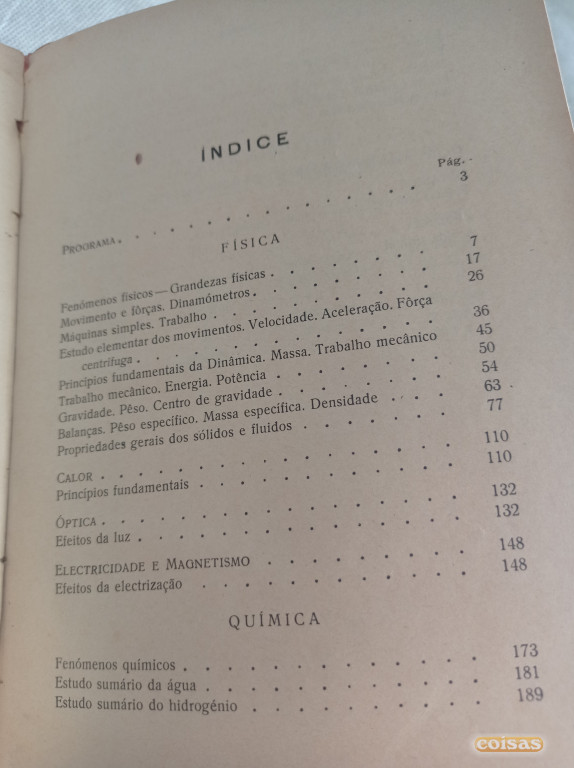 ÍNDICE
Pág.
PROGRAMA. . . . . . . . . . . . . . . 3
FÍSICA
Fenómenos físicos — Grandezas físicas . . . . . . . 7
Movimento e fôrças. Dinamómetros . . . . . . . . 17
Máquinas simples. Trabalho . . . . . . . . . 26
Estudo elementar dos movimentos. Velocidade. Aceleração. Fôrça
centrífuga . . . . . . . . . . . . 36
Princípios fundamentais da Dinâmica. Massa. Trabalho mecânico 45
Trabalho mecânico. Energia. Potência . . . . . . . 50
Gravidade. Pêso. Centro de gravidade . . . . . . . 54
Balanças. Pêso específico. Massa específica. Densidade . . . 63
Propriedades gerais dos sólidos e fluidos . . . . . . 77
CALOR . . . . . . . . . . . . . . . 110
Princípios fundamentais . . . . . . . . . . 110
ÓPTICA . . . . . . . . . . . . . . . 132
Efeitos da luz . . . . . . . . . . . . . 132
ELECTRICIDADE E MAGNETISMO . . . . . . . . 148
Efeitos da electrização . . . . . . . . . . 148
QUÍMICA
Fenómenos químicos . . . . . . . . . . . 173
Estudo sumário da água . . . . . . . . . . 181
Estudo sumário do hidrogénio . . . . . . . . 189
coisas